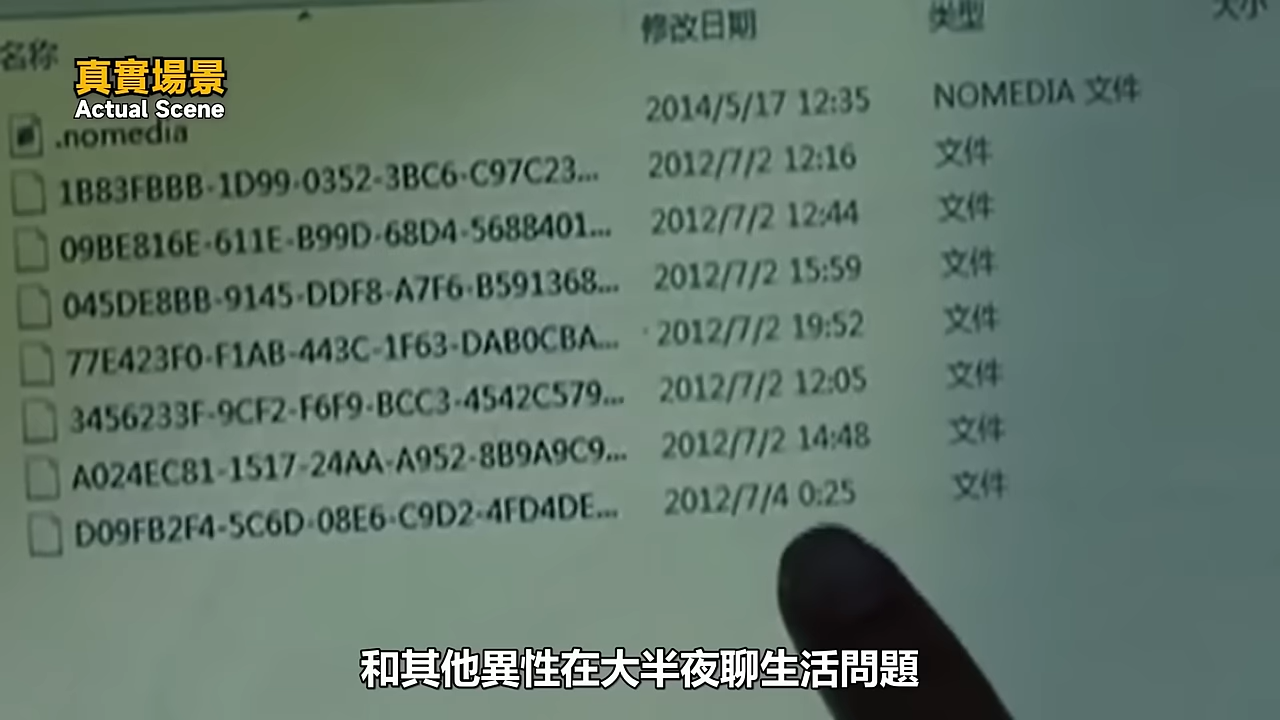 名称 修改日期 类型 大小
真實場景
Actual Scene
.nomedia 2014/5/17 12:35 NOMEDIA 文件
1B83FBBB-1D99-0352-3BC6-C97C23... 2012/7/2 12:16 文件
09BE816E-611E-B99D-68D4-5688401... 2012/7/2 12:44 文件
045DE8BB-9145-DDF8-A7F6-B591368... 2012/7/2 15:59 文件
77E423F0-F1AB-443C-1F63-DAB0CBA... 2012/7/2 19:52 文件
3456233F-9CF2-F6F9-BCC3-4542C579... 2012/7/2 12:05 文件
A024EC81-1517-24AA-A952-8B9A9C9... 2012/7/2 14:48 文件
D09FB2F4-5C6D-08E6-C9D2-4FD4DE... 2012/7/4 0:25 文件
和其他異性在大半夜聊生活問題